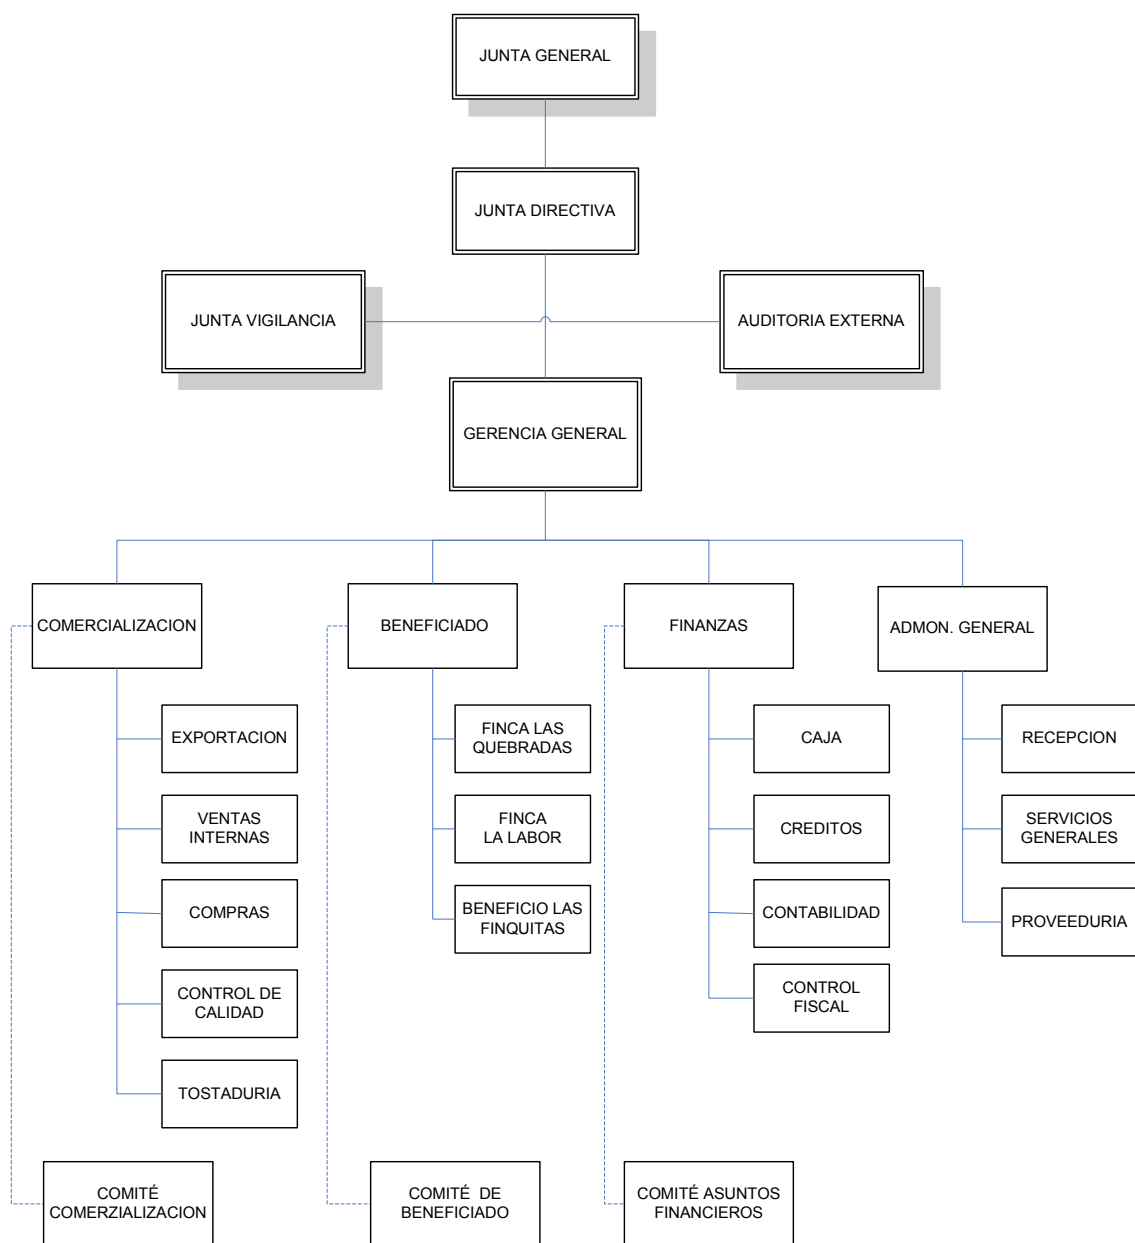 JUNTA GENERAL
JUNTA DIRECTIVA
JUNTA VIGILANCIA
AUDITORIA EXTERNA
GERENCIA GENERAL
COMERCIALIZACION
BENEFICIADO
FINANZAS
ADMON. GENERAL
EXPORTACION
VENTAS
INTERNAS
COMPRAS
CONTROL DE
CALIDAD
TOSTADURIA
FINCA LAS
QUEBRADAS
FINCA
LA LABOR
BENEFICIO LAS
FINQUITAS
CAJA
CREDITOS
CONTABILIDAD
CONTROL
FISCAL
RECEPCION
SERVICIOS
GENERALES
PROVEEDURIA
COMITÉ
COMERZIALIZACION
COMITÉ  DE
BENEFICIADO
COMITÉ ASUNTOS
FINANCIEROS